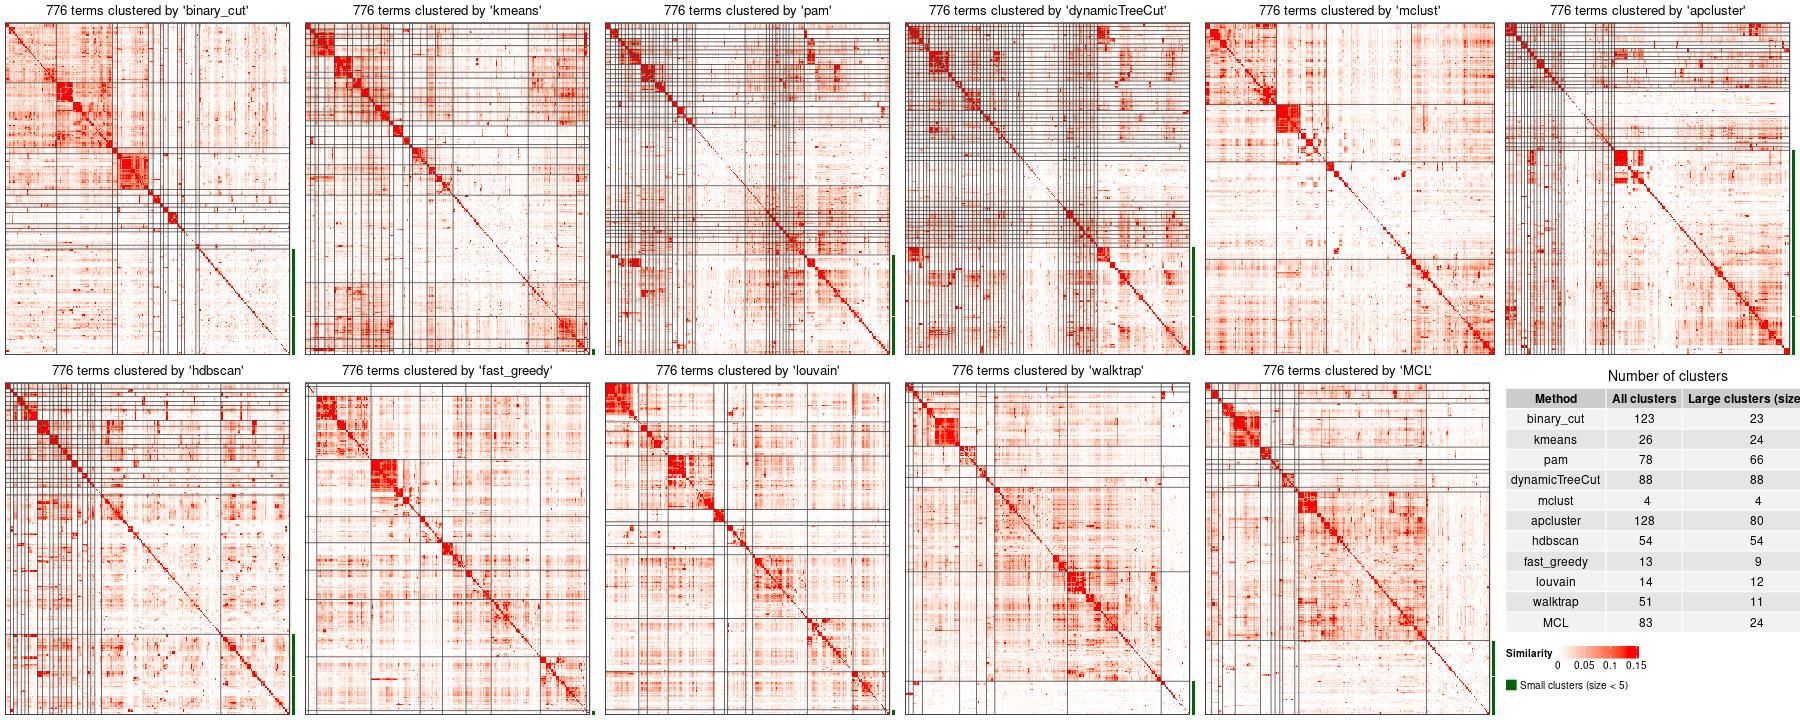 776 terms clustered by 'binary_cut'
776 terms clustered by 'kmeans'
776 terms clustered by 'pam'
776 terms clustered by 'dynamicTreeCut'
776 terms clustered by 'mclust'
776 terms clustered by 'apcluster'
776 terms clustered by 'hdbscan'
776 terms clustered by 'fast_greedy'
776 terms clustered by 'louvain'
776 terms clustered by 'walktrap'
776 terms clustered by 'MCL'
Number of clusters
Method All clusters Large clusters (size
binary_cut 123 23
kmeans 26 24
pam 78 66
dynamicTreeCut 88 88
mclust 4 4
apcluster 128 80
hdbscan 54 54
fast_greedy 13 9
louvain 14 12
walktrap 51 11
MCL 83 24
Similarity
0 0.05 0.1 0.15
Small clusters (size < 5)